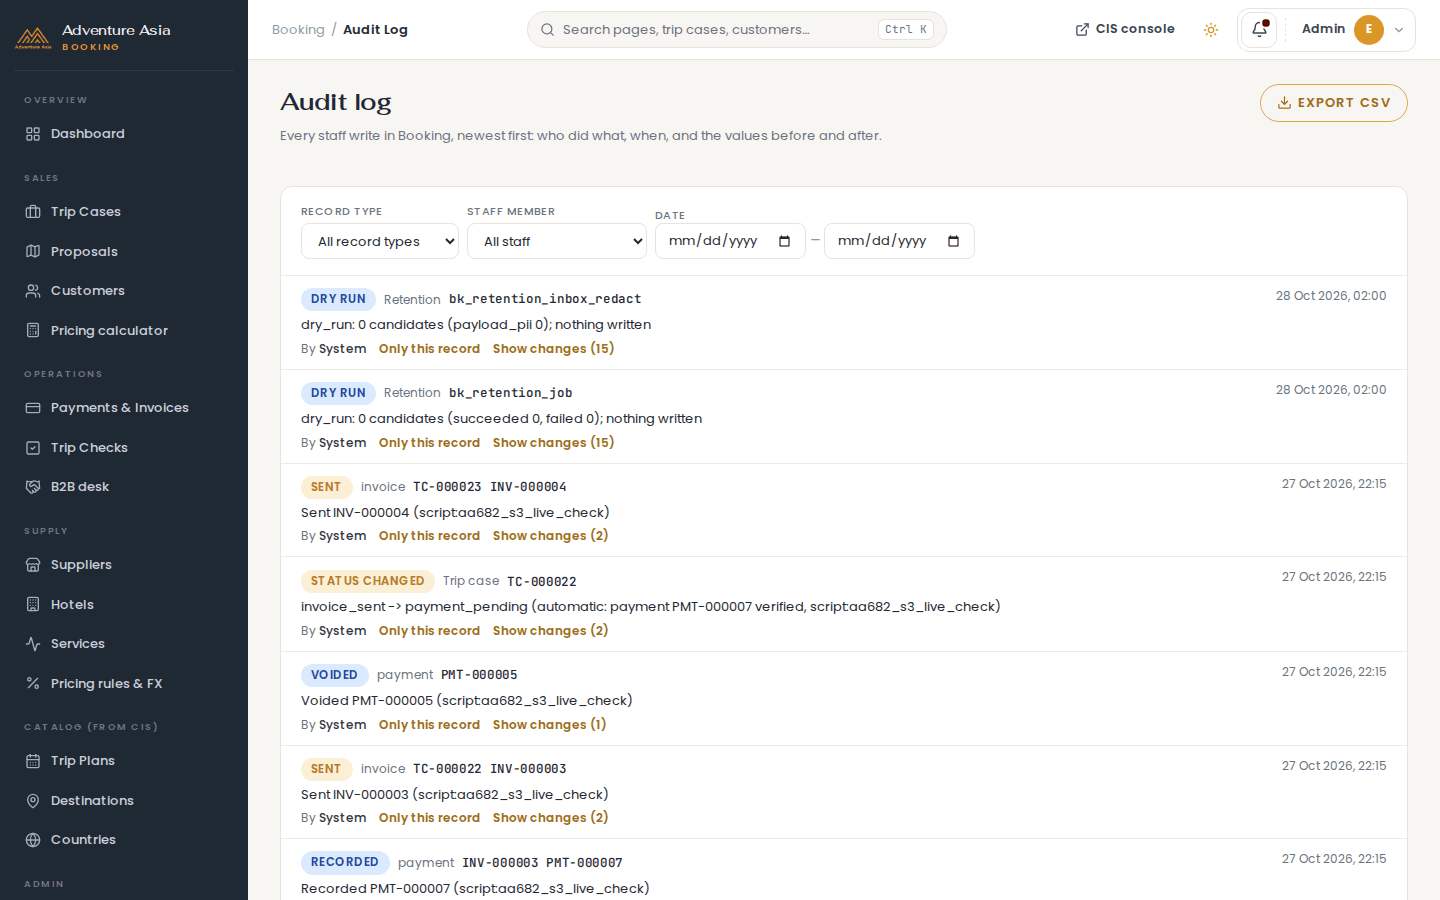 Adventure Asia
BOOKING
Adventure Asia
OVERVIEW
Dashboard
SALES
Trip Cases
Proposals
Customers
Pricing calculator
OPERATIONS
Payments & Invoices
Trip Checks
B2B desk
SUPPLY
Suppliers
Hotels
Services
Pricing rules & FX
CATALOG (FROM CIS)
Trip Plans
Destinations
Countries
ADMIN
Booking / Audit Log
Search pages, trip cases, customers... Ctrl K
CIS console
Admin E
Audit log
EXPORT CSV
Every staff write in Booking, newest first: who did what, when, and the values before and after.
RECORD TYPE STAFF MEMBER DATE
All record types All staff mm/dd/yyyy – mm/dd/yyyy
DRY RUN Retention bk_retention_inbox_redact 28 Oct 2026, 02:00
dry_run: 0 candidates (payload_pii 0); nothing written
By System Only this record Show changes (15)
DRY RUN Retention bk_retention_job 28 Oct 2026, 02:00
dry_run: 0 candidates (succeeded 0, failed 0); nothing written
By System Only this record Show changes (15)
SENT invoice TC-000023 INV-000004 27 Oct 2026, 22:15
Sent INV-000004 (script:aa682_s3_live_check)
By System Only this record Show changes (2)
STATUS CHANGED Trip case TC-000022 27 Oct 2026, 22:15
invoice_sent -> payment_pending (automatic: payment PMT-000007 verified, script:aa682_s3_live_check)
By System Only this record Show changes (2)
VOIDED payment PMT-000005 27 Oct 2026, 22:15
Voided PMT-000005 (script:aa682_s3_live_check)
By System Only this record Show changes (1)
SENT invoice TC-000022 INV-000003 27 Oct 2026, 22:15
Sent INV-000003 (script:aa682_s3_live_check)
By System Only this record Show changes (2)
RECORDED payment INV-000003 PMT-000007 27 Oct 2026, 22:15
Recorded PMT-000007 (script:aa682_s3_live_check)